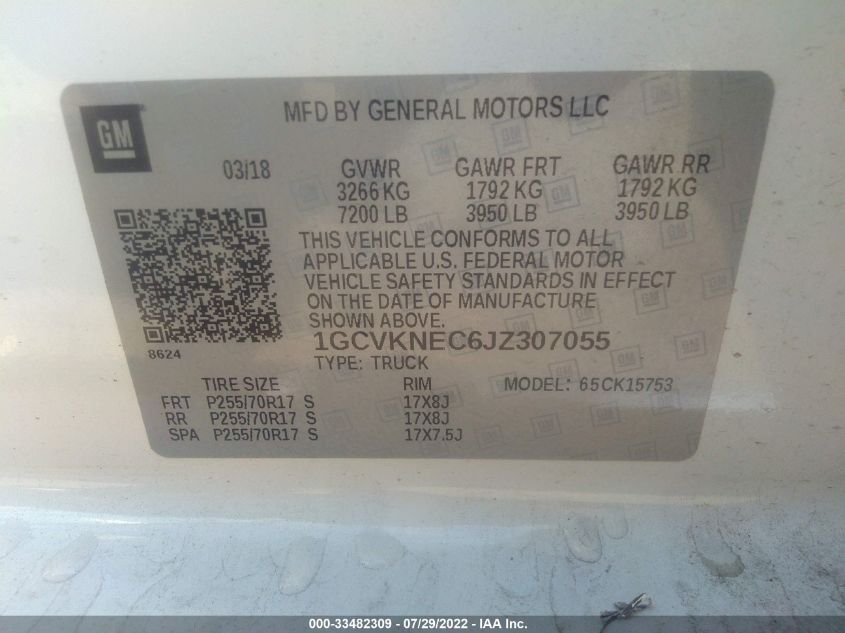 MFD BY GENERAL MOTORS LLC
GM
03/18 GVWR GAWR FRT GAWR RR
3266 KG 1792 KG 1792 KG
7200 LB 3950 LB 3950 LB
THIS VEHICLE CONFORMS TO ALL
APPLICABLE U.S. FEDERAL MOTOR
VEHICLE SAFETY STANDARDS IN EFFECT
ON THE DATE OF MANUFACTURE
SHOWN ABOVE.
1GCVKNEC6JZ307055
8624
TYPE: TRUCK
TIRE SIZE RIM MODEL: 65CK15753
FRT P255/70R17 S 17X8J
RR P255/70R17 S 17X8J
SPA P255/70R17 S 17X7.5J
000-33482309 - 07/29/2022 - IAA Inc.